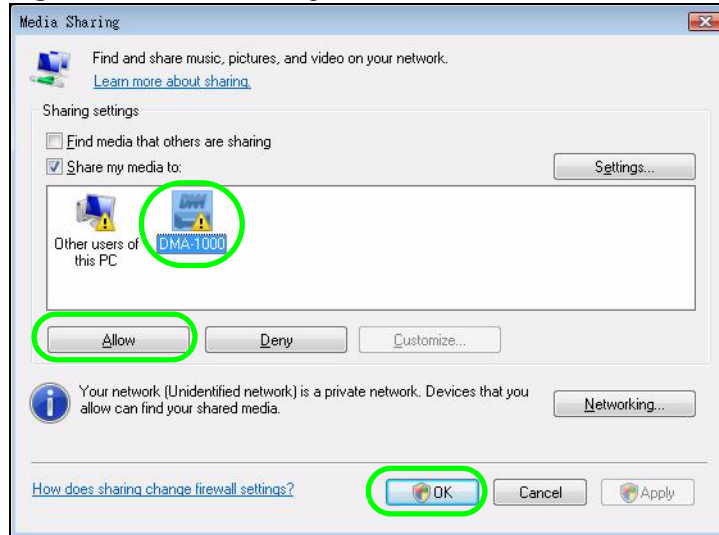 Media Sharing
Find and share music, pictures, and video on your network.
Learn more about sharing.
Sharing settings
Find media that others are sharing
Share my media to:
Settings...
Other users of
this PC
DMA-1000
Allow
Deny
Customize...
Your network (Unidentified network) is a private network. Devices that you
allow can find your shared media.
Networking...
How does sharing change firewall settings?
OK
Cancel
Apply